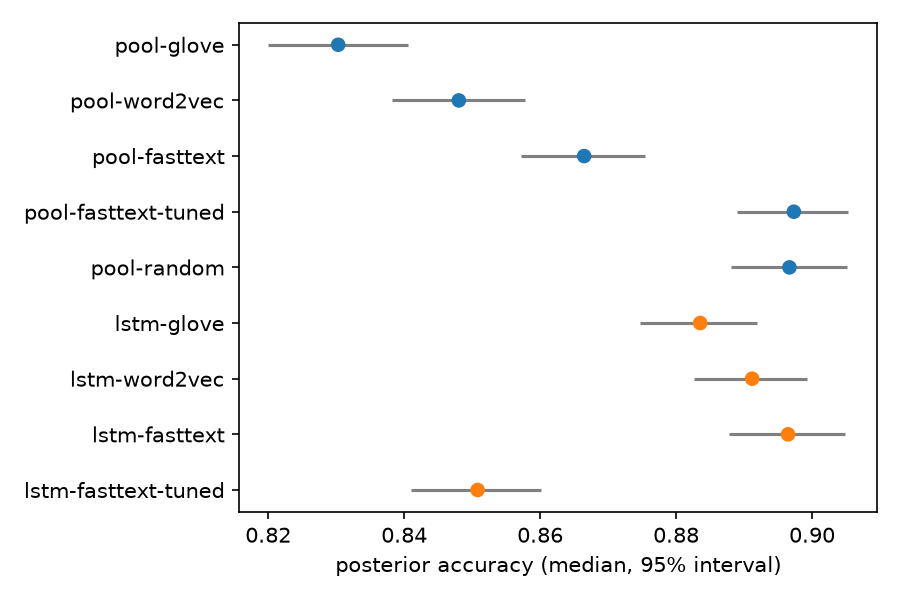 pool-glove
pool-word2vec
pool-fasttext
pool-fasttext-tuned
pool-random
lstm-glove
lstm-word2vec
lstm-fasttext
lstm-fasttext-tuned
0.82 0.84 0.86 0.88 0.90
posterior accuracy (median, 95% interval)